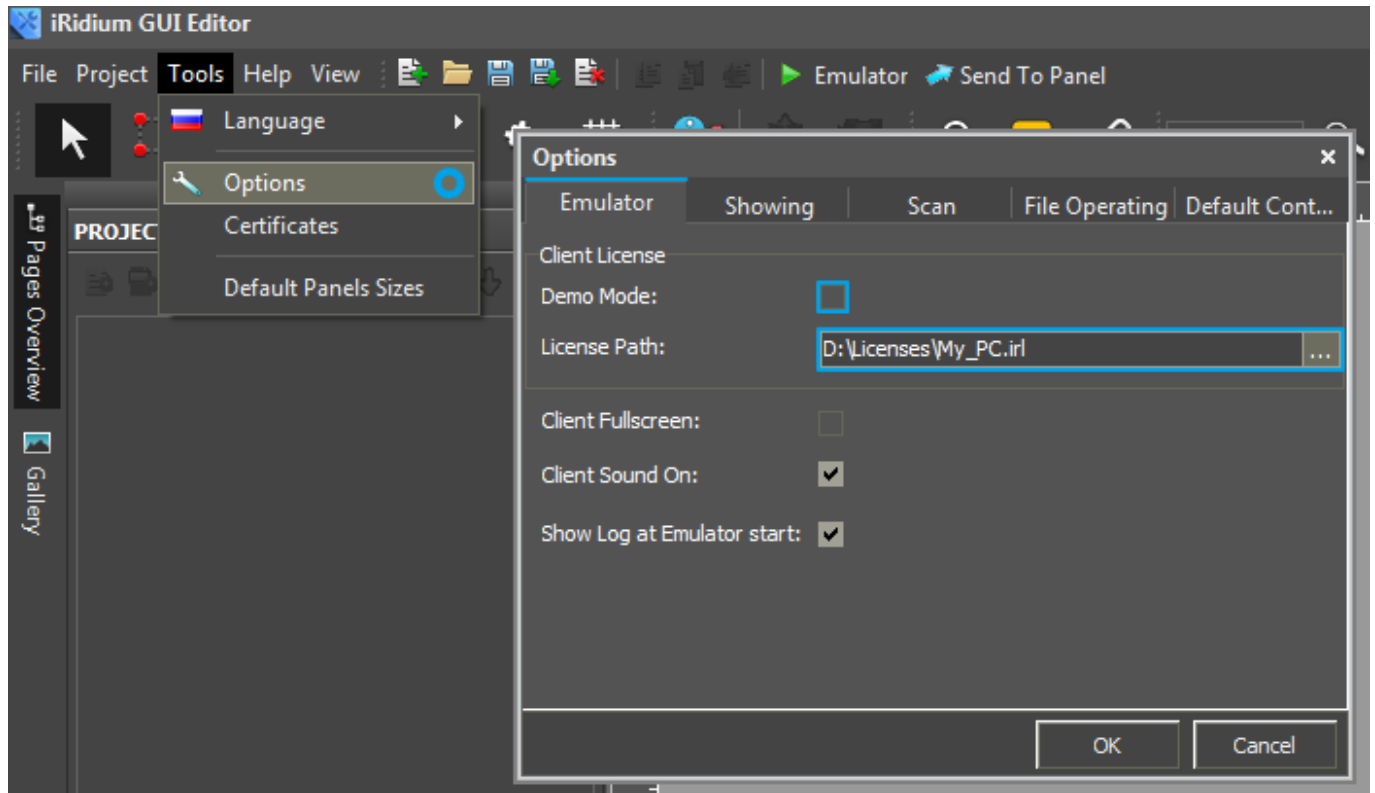 iRidium GUI Editor
File Project Tools Help View Emulator Send To Panel
Language
Options
Certificates
Default Panels Sizes
PROJEC
Pages Overview
Gallery
Options
Emulator Showing Scan File Operating Default Cont...
Client License
Demo Mode:
License Path: D:\Licenses\My_PC.irl ...
Client Fullscreen:
Client Sound On:
Show Log at Emulator start:
OK Cancel